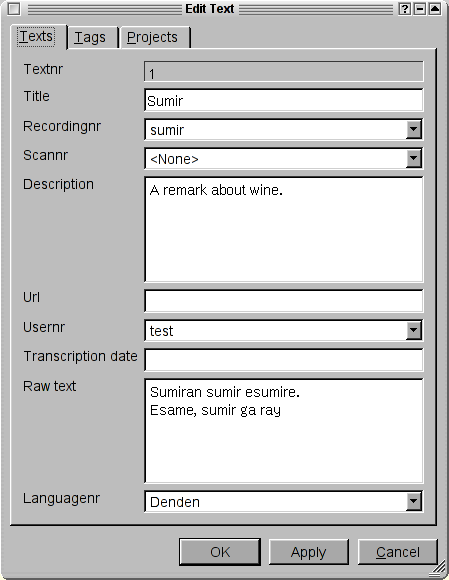 Edit Text
Texts Tags Projects
Textnr 1
Title Sumir
Recordingnr sumir
Scannr <None>
Description A remark about wine.
Url
Usernr test
Transcription date
Raw text Sumiran sumir esumire.
Esame, sumir ga ray
Languagenr Denden
OK Apply Cancel